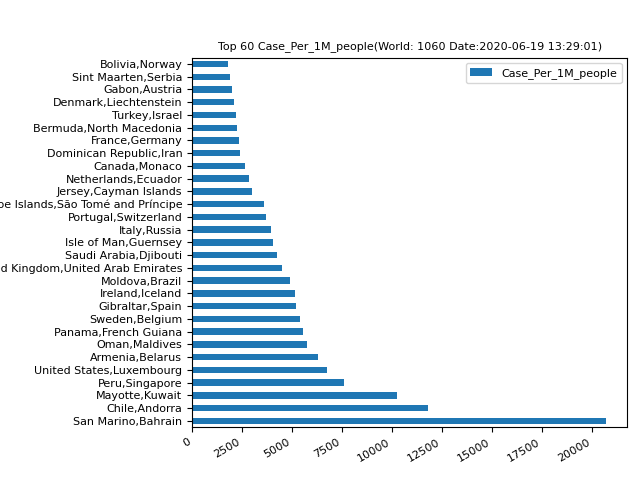 Top 60 Case_Per_1M_people(World: 1060 Date:2020-06-19 13:29:01)
Case_Per_1M_people
Bolivia,Norway
Sint Maarten,Serbia
Gabon,Austria
Denmark,Liechtenstein
Turkey,Israel
Bermuda,North Macedonia
France,Germany
Dominican Republic,Iran
Canada,Monaco
Netherlands,Ecuador
Jersey,Cayman Islands
oe Islands,São Tomé and Príncipe
Portugal,Switzerland
Italy,Russia
Isle of Man,Guernsey
Saudi Arabia,Djibouti
d Kingdom,United Arab Emirates
Moldova,Brazil
Ireland,Iceland
Gibraltar,Spain
Sweden,Belgium
Panama,French Guiana
Oman,Maldives
Armenia,Belarus
United States,Luxembourg
Peru,Singapore
Mayotte,Kuwait
Chile,Andorra
San Marino,Bahrain
0 2500 5000 7500 10000 12500 15000 17500 20000